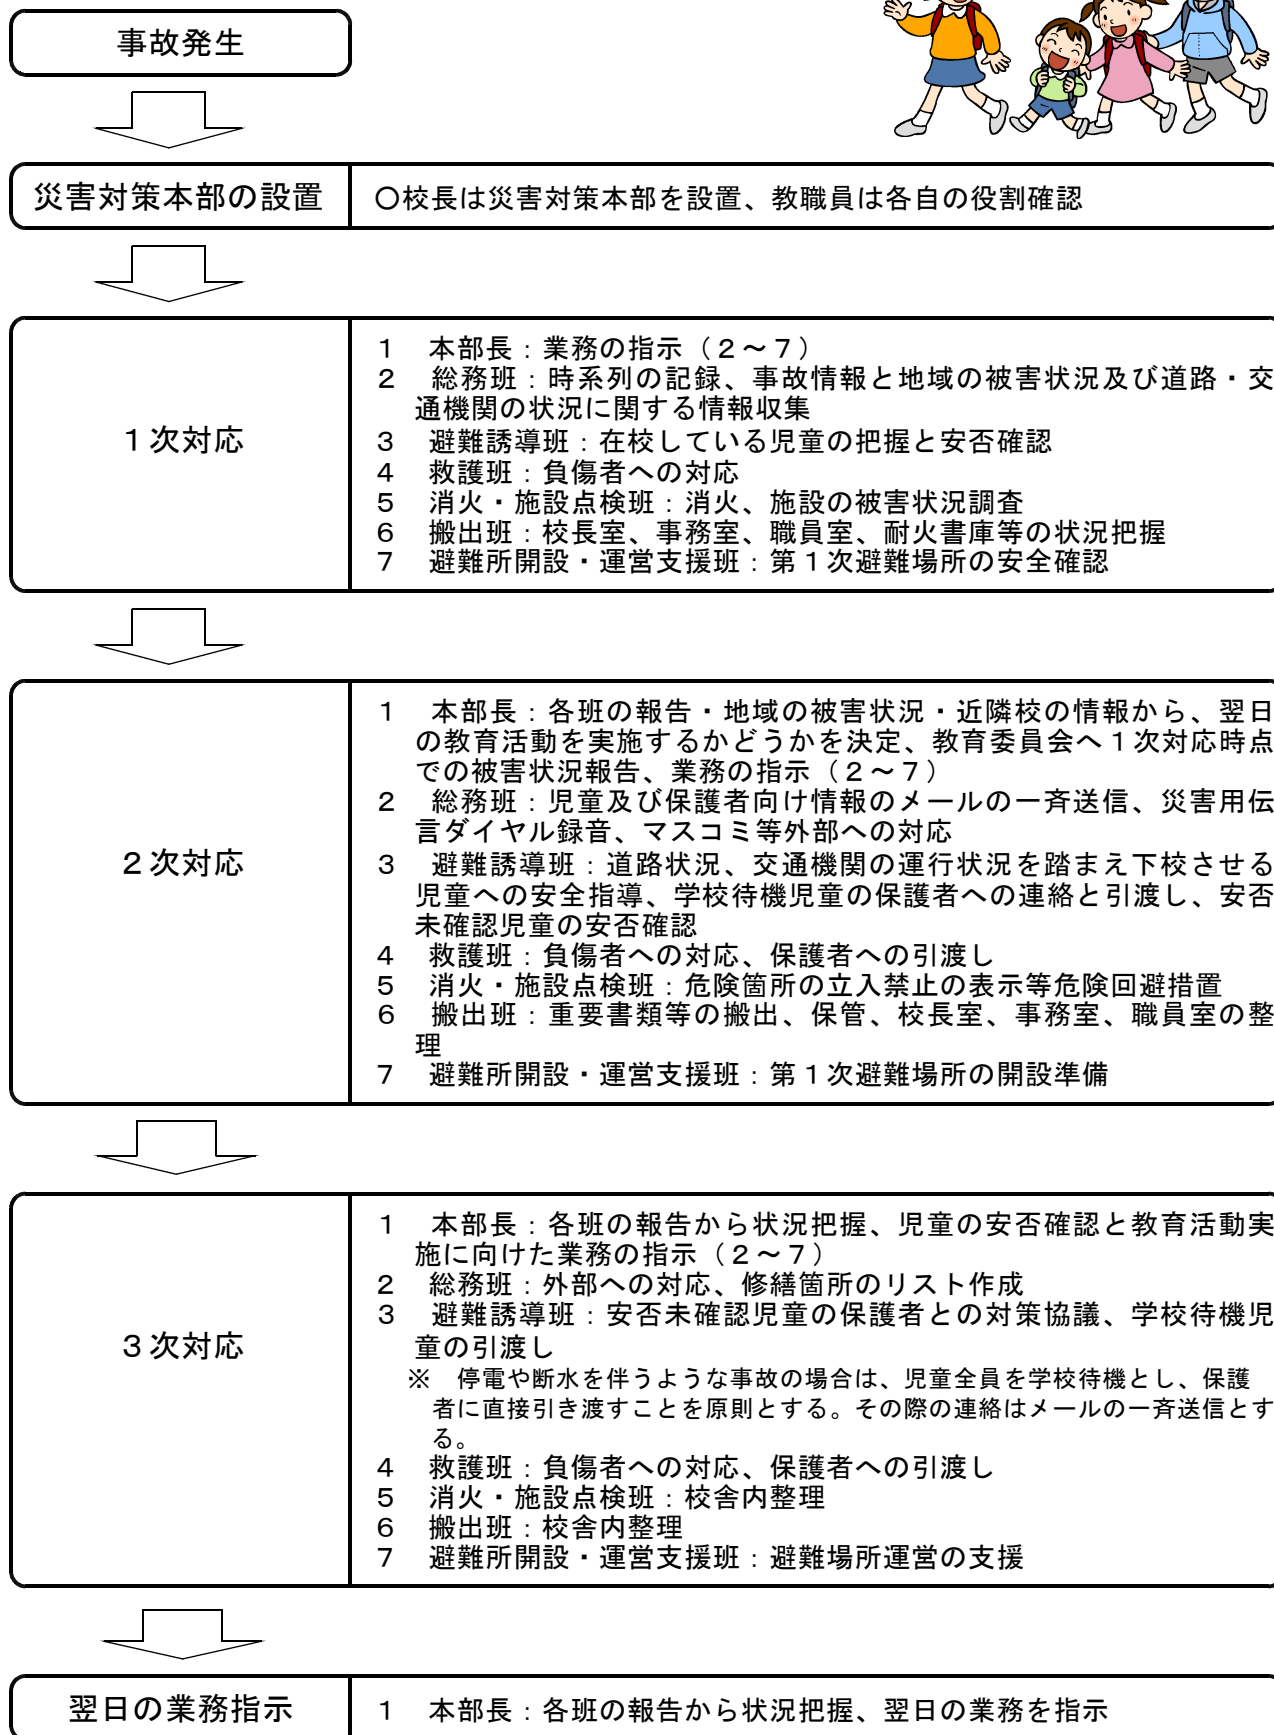 事故発生
災害対策本部の設置
○校長は災害対策本部を設置、教職員は各自の役割確認
１次対応
１　本部長：業務の指示（２～７）
２　総務班：時系列の記録、事故情報と地域の被害状況及び道路・交
通機関の状況に関する情報収集
３　避難誘導班：在校している児童の把握と安否確認
４　救護班：負傷者への対応
５　消火・施設点検班：消火、施設の被害状況調査
６　搬出班：校長室、事務室、職員室、耐火書庫等の状況把握
７　避難所開設・運営支援班：第１次避難場所の安全確認
２次対応
１　本部長：各班の報告・地域の被害状況・近隣校の情報から、翌日
の教育活動を実施するかどうかを決定、教育委員会へ１次対応時点
での被害状況報告、業務の指示（２～７）
２　総務班：児童及び保護者向け情報のメールの一斉送信、災害用伝
言ダイヤル録音、マスコミ等外部への対応
３　避難誘導班：道路状況、交通機関の運行状況を踏まえ下校させる
児童への安全指導、学校待機児童の保護者への連絡と引渡し、安否
未確認児童の安否確認
４　救護班：負傷者への対応、保護者への引渡し
５　消火・施設点検班：危険箇所の立入禁止の表示等危険回避措置
６　搬出班：重要書類等の搬出、保管、校長室、事務室、職員室の整
理
７　避難所開設・運営支援班：第１次避難場所の開設準備
３次対応
１　本部長：各班の報告から状況把握、児童の安否確認と教育活動実
施に向けた業務の指示（２～７）
２　総務班：外部への対応、修繕箇所のリスト作成
３　避難誘導班：安否未確認児童の保護者との対策協議、学校待機児
童の引渡し
※　停電や断水を伴うような事故の場合は、児童全員を学校待機とし、保護
者に直接引き渡すことを原則とする。その際の連絡はメールの一斉送信とす
る。
４　救護班：負傷者への対応、保護者への引渡し
５　消火・施設点検班：校舎内整理
６　搬出班：校舎内整理
７　避難所開設・運営支援班：避難場所運営の支援
翌日の業務指示
１　本部長：各班の報告から状況把握、翌日の業務を指示